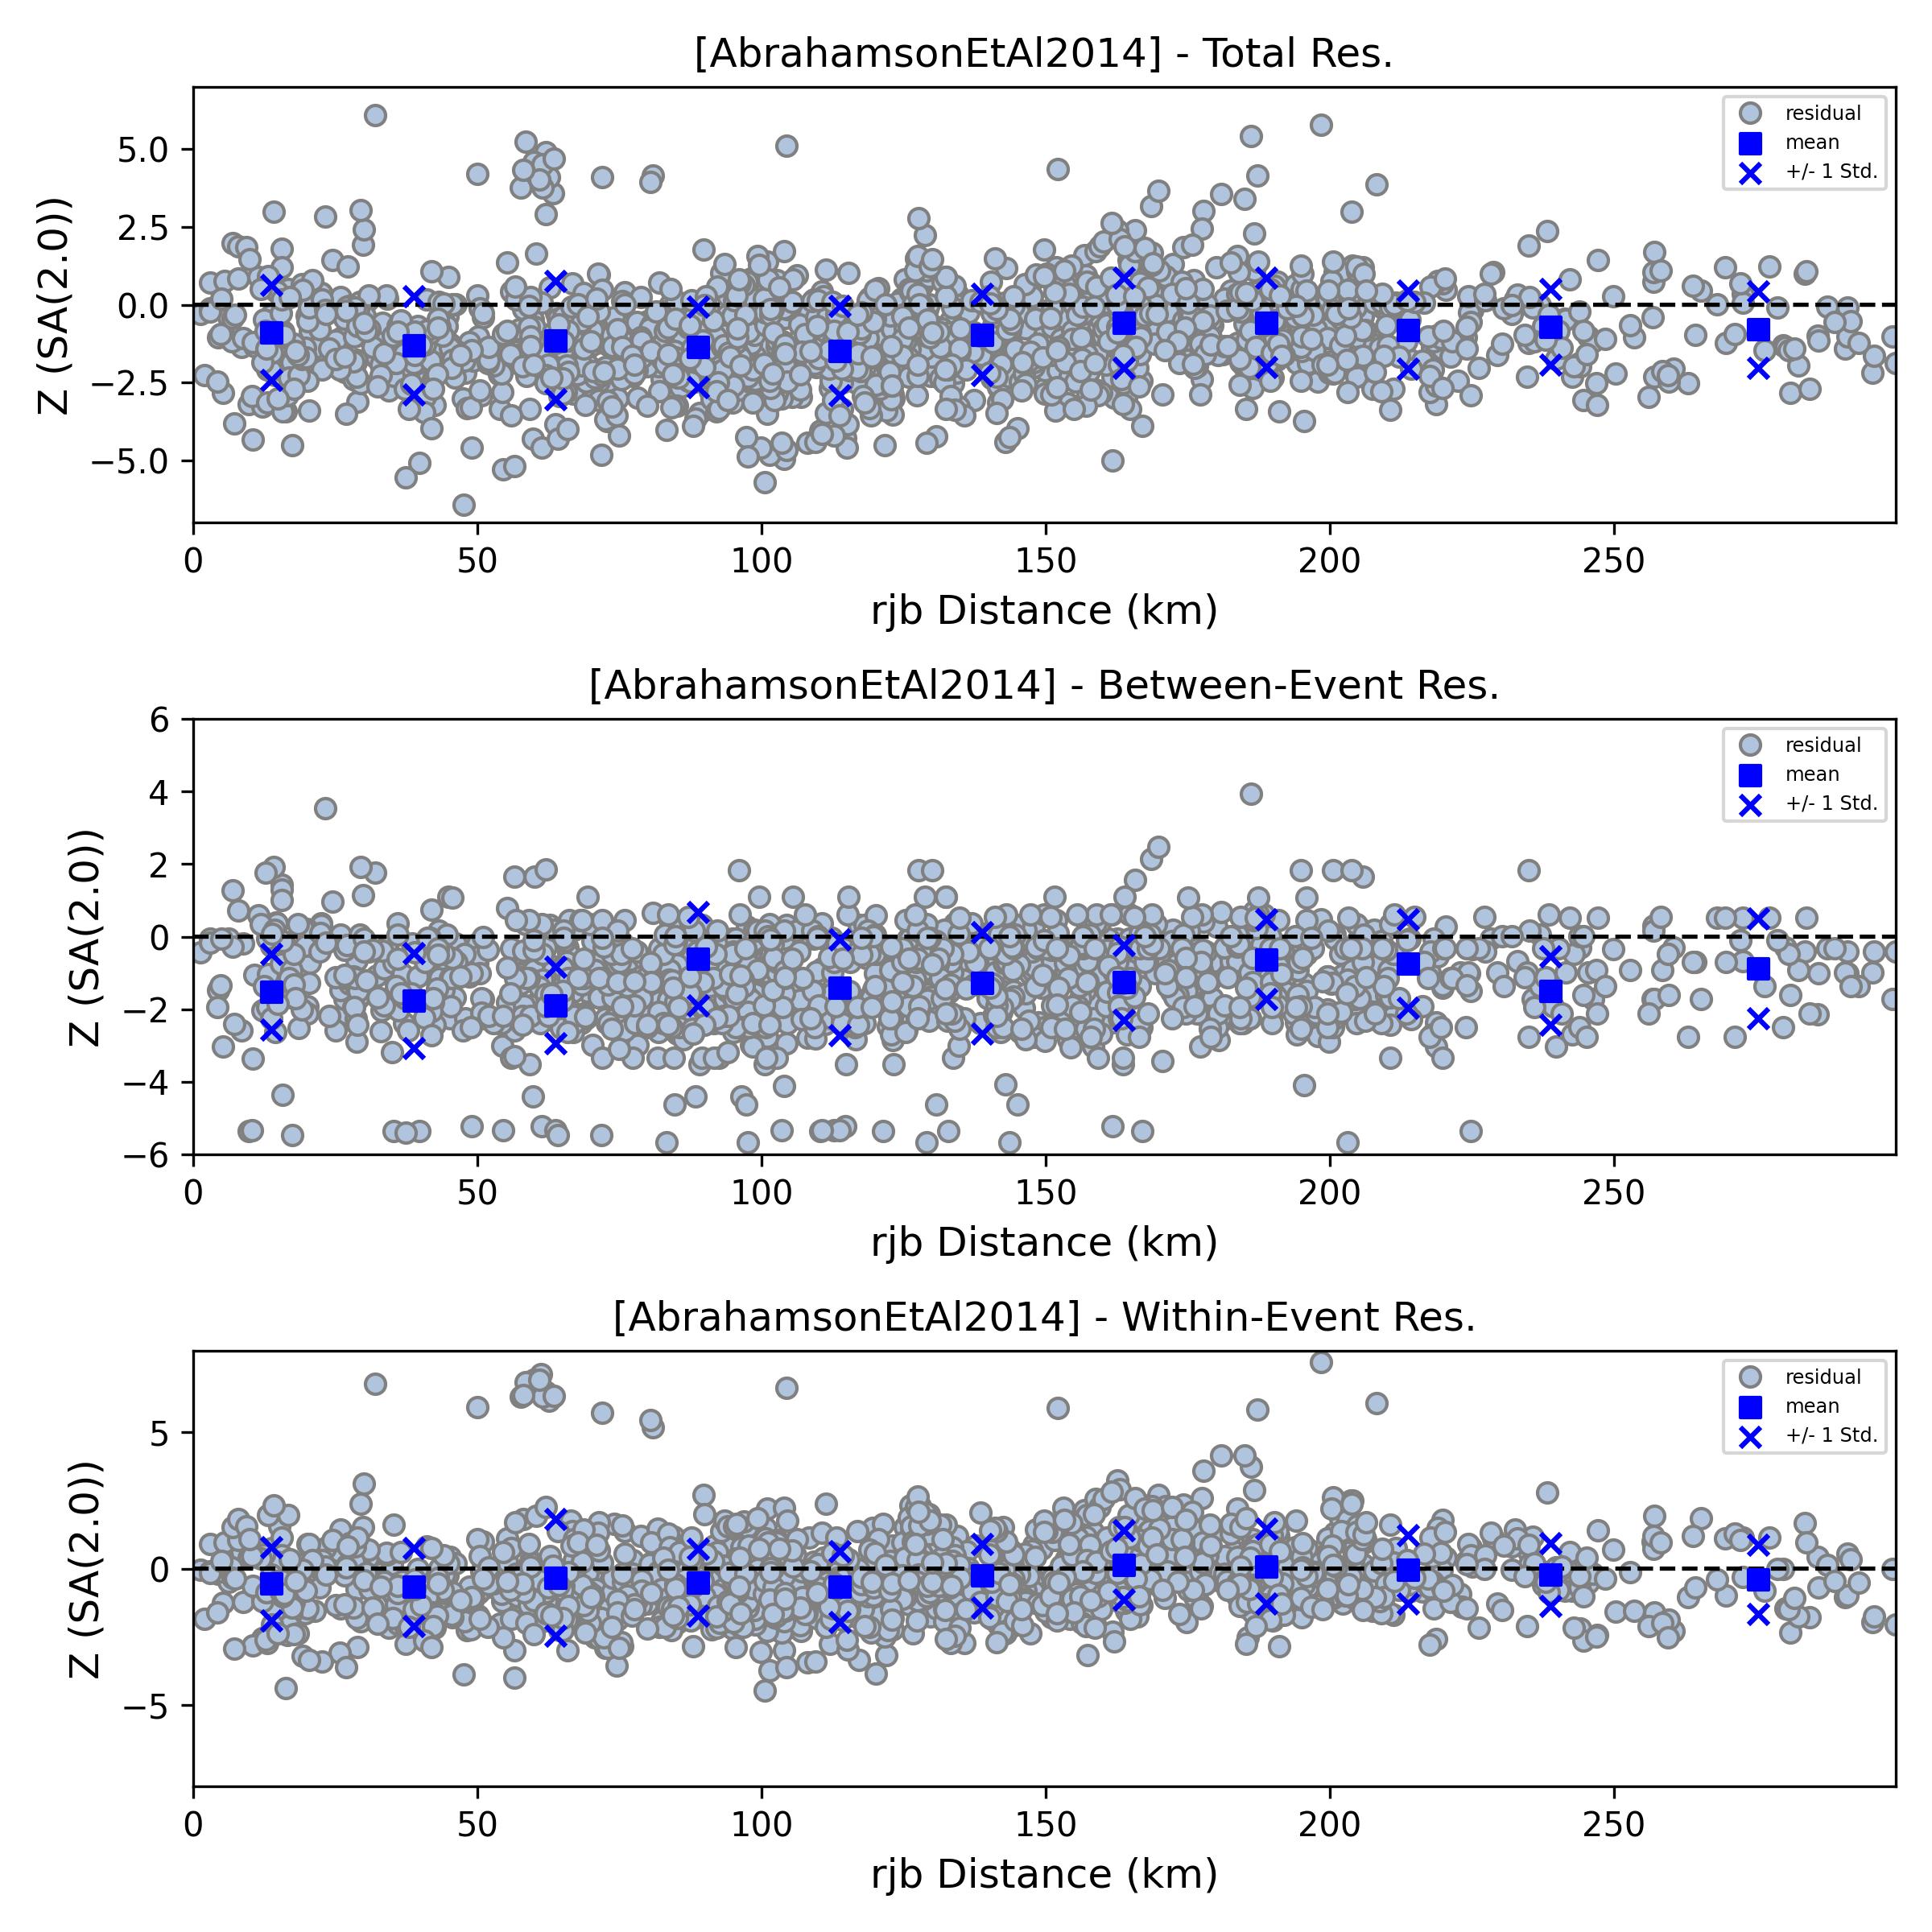 [AbrahamsonEtAl2014] - Total Res.
residual
mean
+/- 1 Std.
Z (SA(2.0))
5.0
2.5
0.0
−2.5
−5.0
0 50 100 150 200 250
rjb Distance (km)
[AbrahamsonEtAl2014] - Between-Event Res.
residual
mean
+/- 1 Std.
Z (SA(2.0))
6
4
2
0
−2
−4
−6
0 50 100 150 200 250
rjb Distance (km)
[AbrahamsonEtAl2014] - Within-Event Res.
residual
mean
+/- 1 Std.
Z (SA(2.0))
5
0
−5
0 50 100 150 200 250
rjb Distance (km)